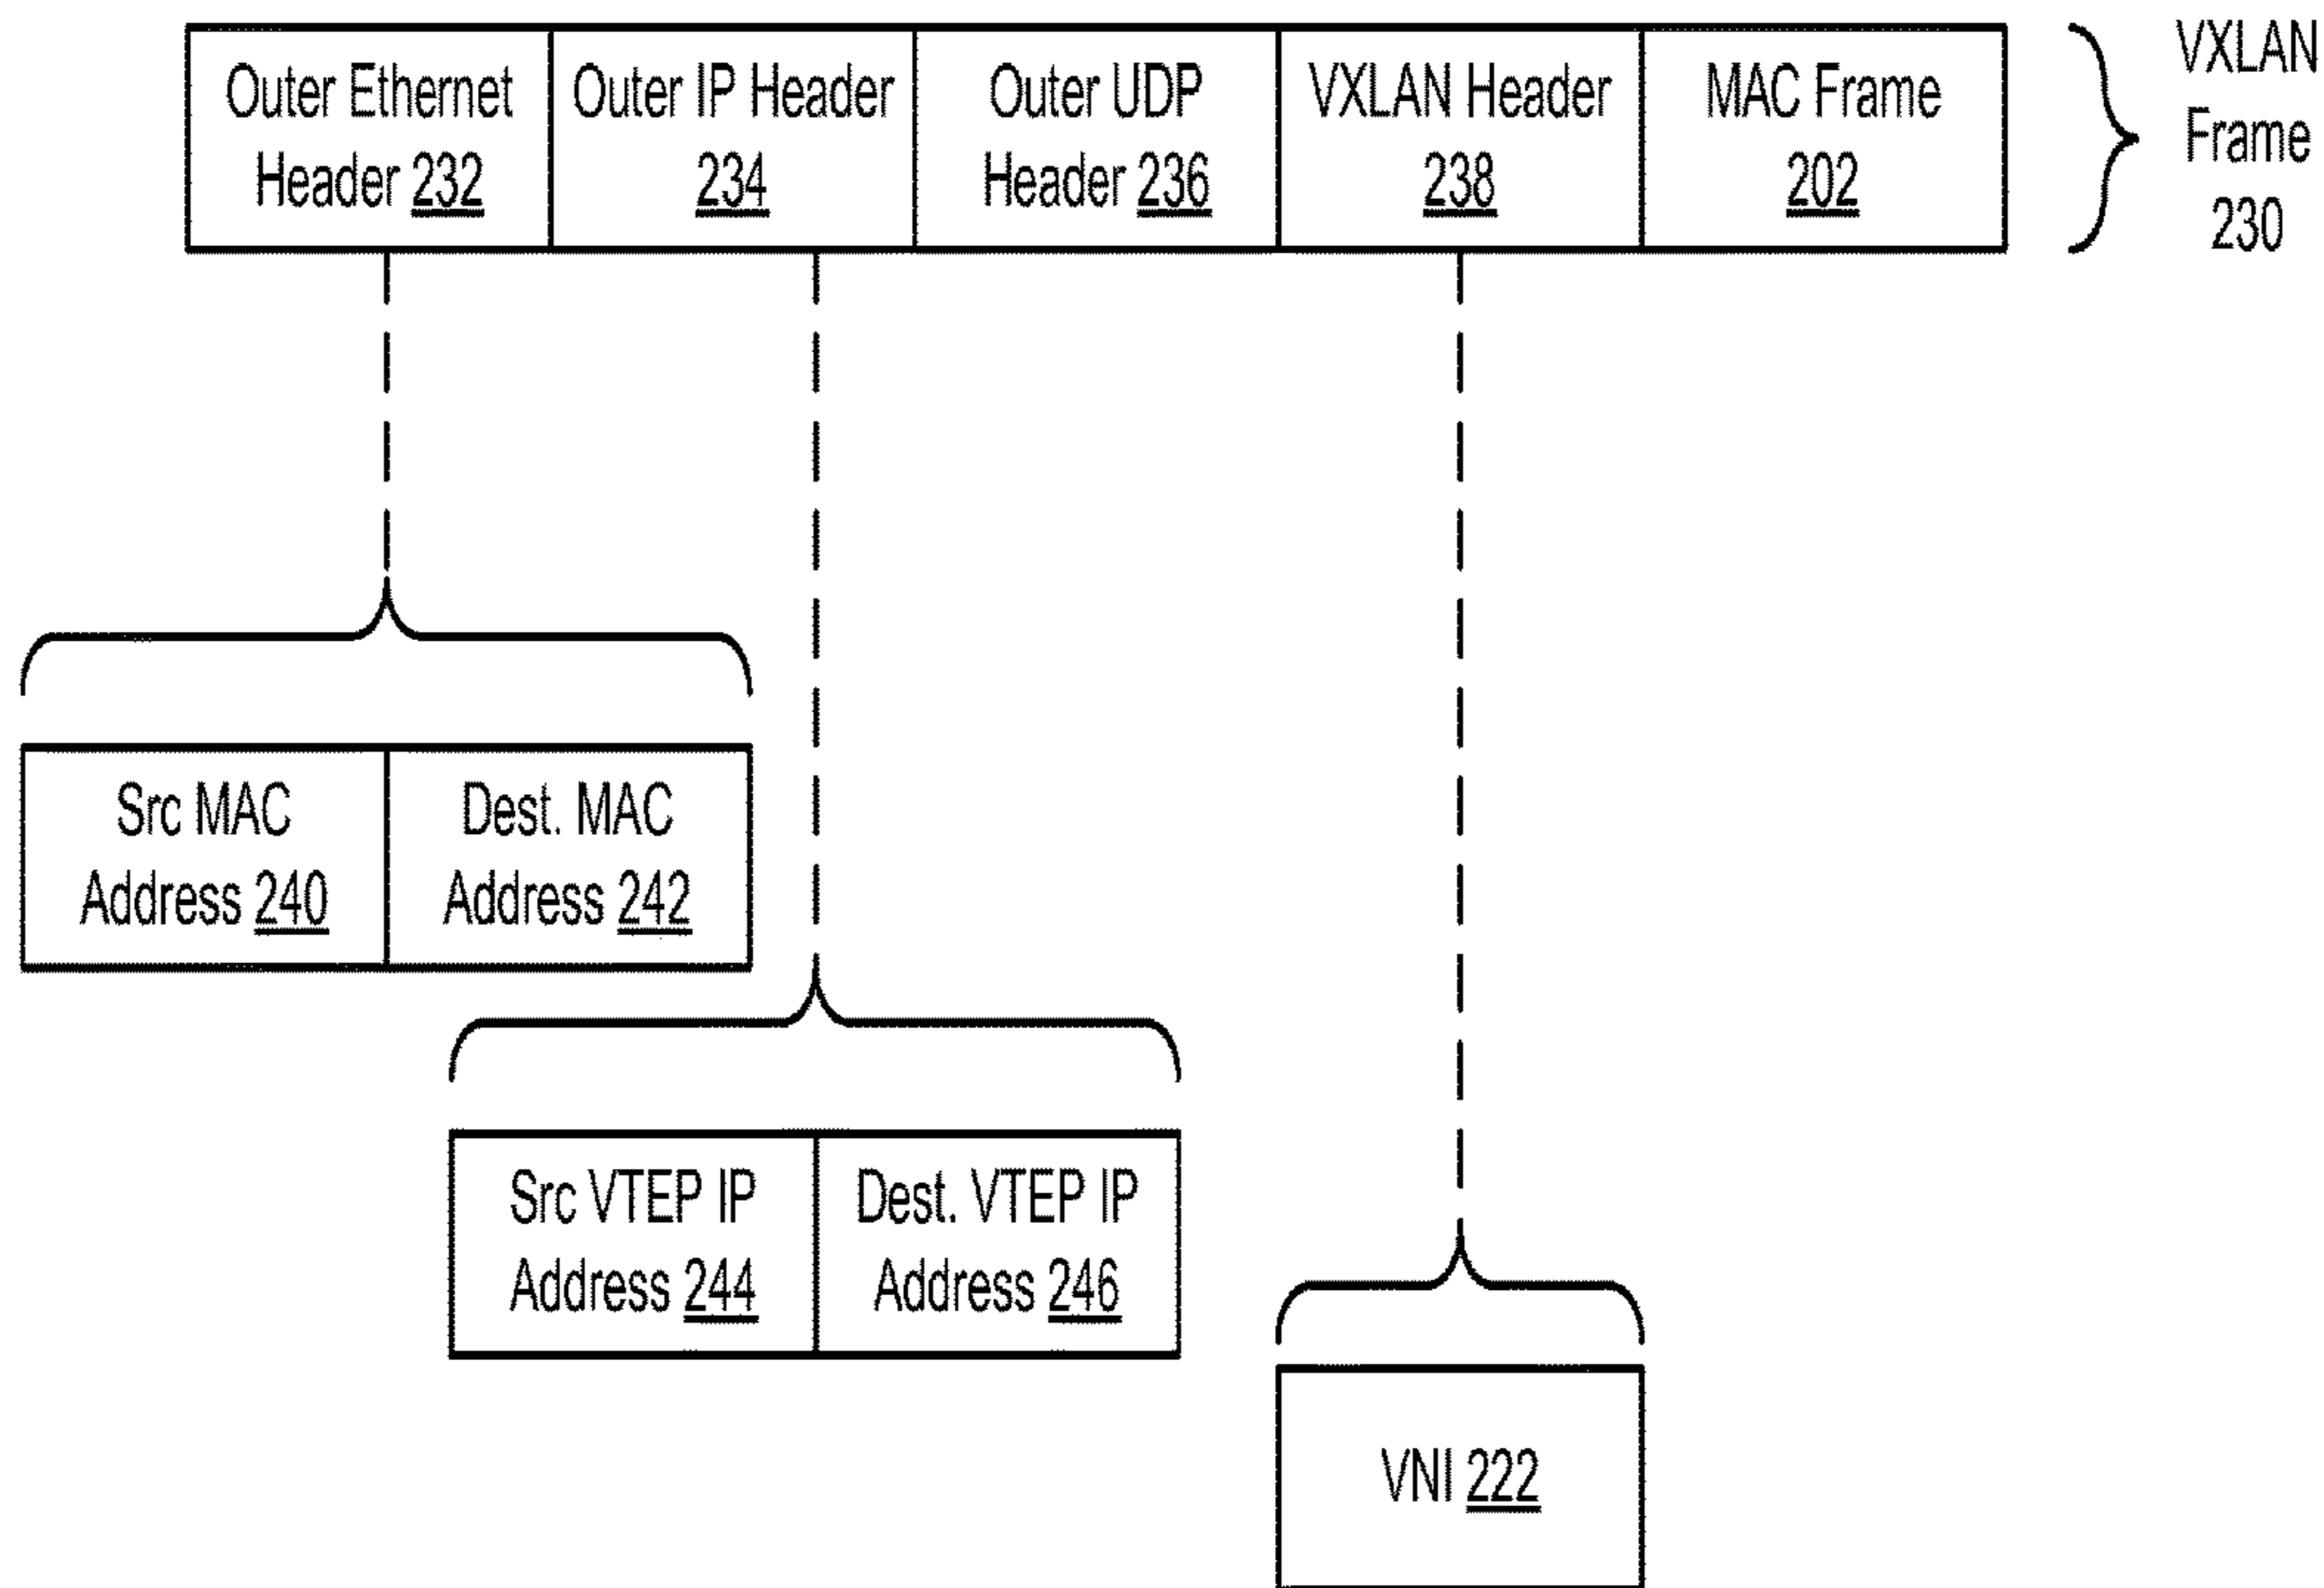 Outer Ethernet
Header 232
Outer IP Header
234
Outer UDP
Header 236
VXLAN Header
238
MAC Frame
202
VXLAN
Frame
230
Src MAC
Address 240
Dest. MAC
Address 242
Src VTEP IP
Address 244
Dest. VTEP IP
Address 246
VNI 222